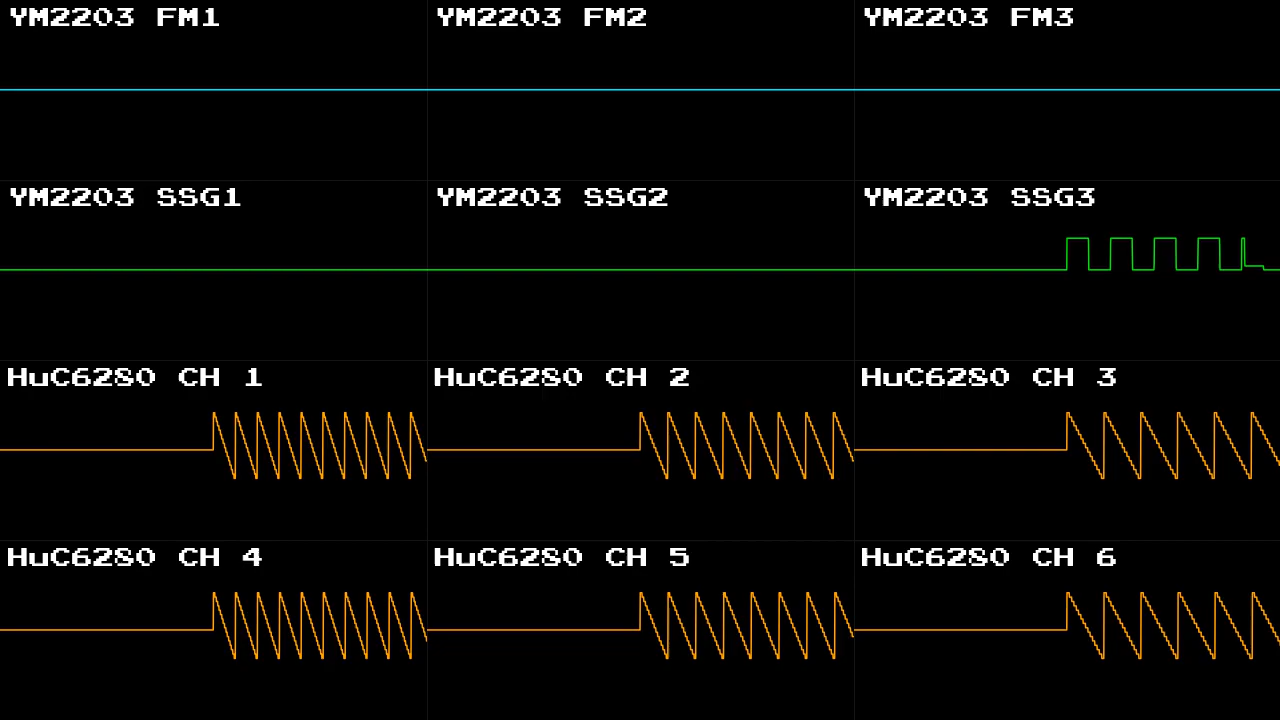 YM2203 FM1
YM2203 FM2
YM2203 FM3
YM2203 SSG1
YM2203 SSG2
YM2203 SSG3
HuC6280 CH 1
HuC6280 CH 2
HuC6280 CH 3
HuC6280 CH 4
HuC6280 CH 5
HuC6280 CH 6